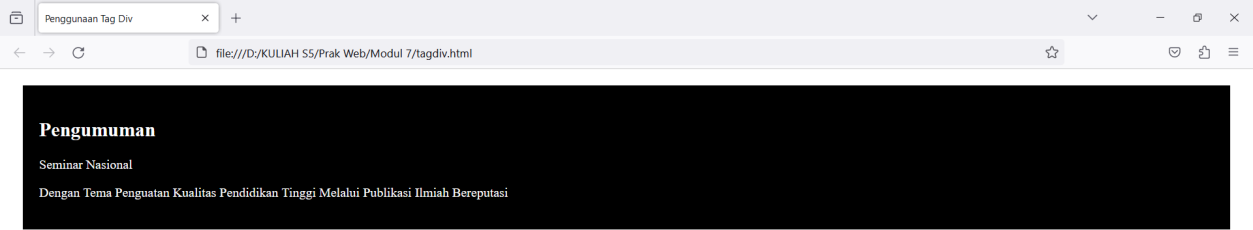 Penggunaan Tag Div
file:///D:/KULIAH S5/Prak Web/Modul 7/tagdiv.html
Pengumuman
Seminar Nasional
Dengan Tema Penguatan Kualitas Pendidikan Tinggi Melalui Publikasi Ilmiah Bereputasi